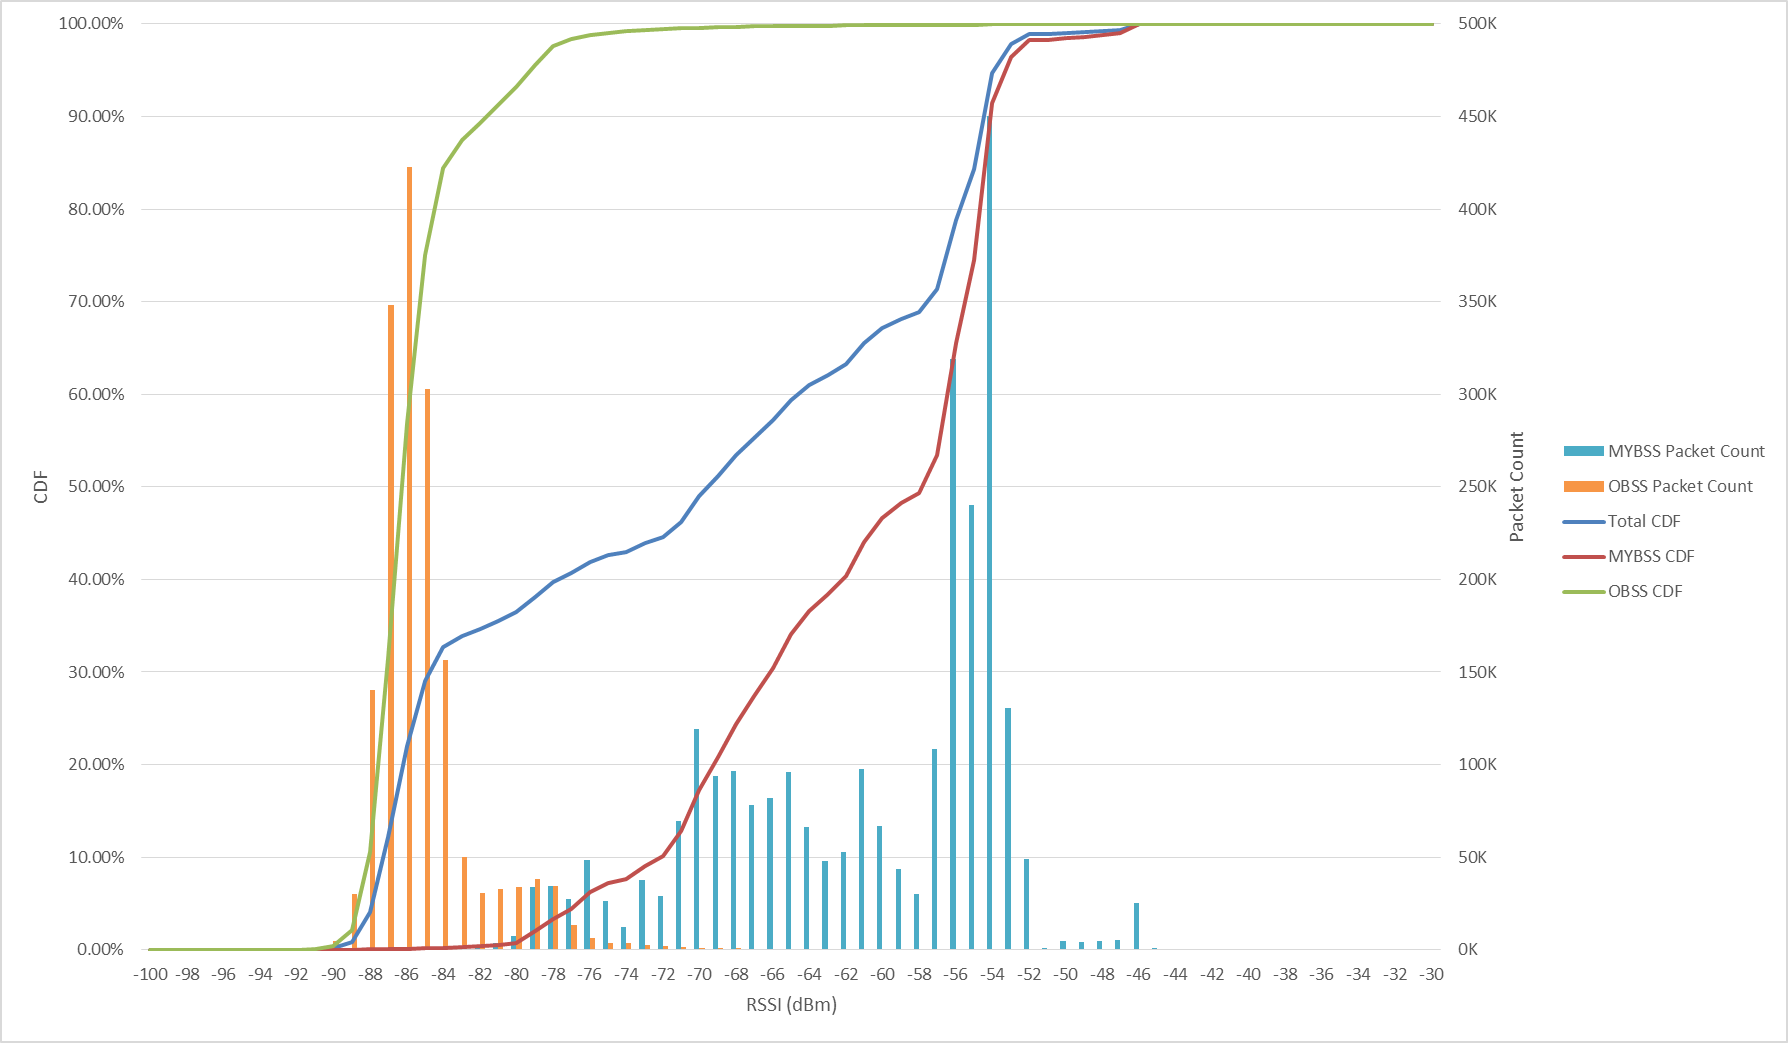 100.00%
90.00%
80.00%
70.00%
60.00%
50.00%
40.00%
30.00%
20.00%
10.00%
0.00%
CDF
500K
450K
400K
350K
300K
250K
200K
150K
100K
50K
0K
Packet Count
-100 -98 -96 -94 -92 -90 -88 -86 -84 -82 -80 -78 -76 -74 -72 -70 -68 -66 -64 -62 -60 -58 -56 -54 -52 -50 -48 -46 -44 -42 -40 -38 -36 -34 -32 -30
RSSI (dBm)
MYBSS Packet Count
OBSS Packet Count
Total CDF
MYBSS CDF
OBSS CDF